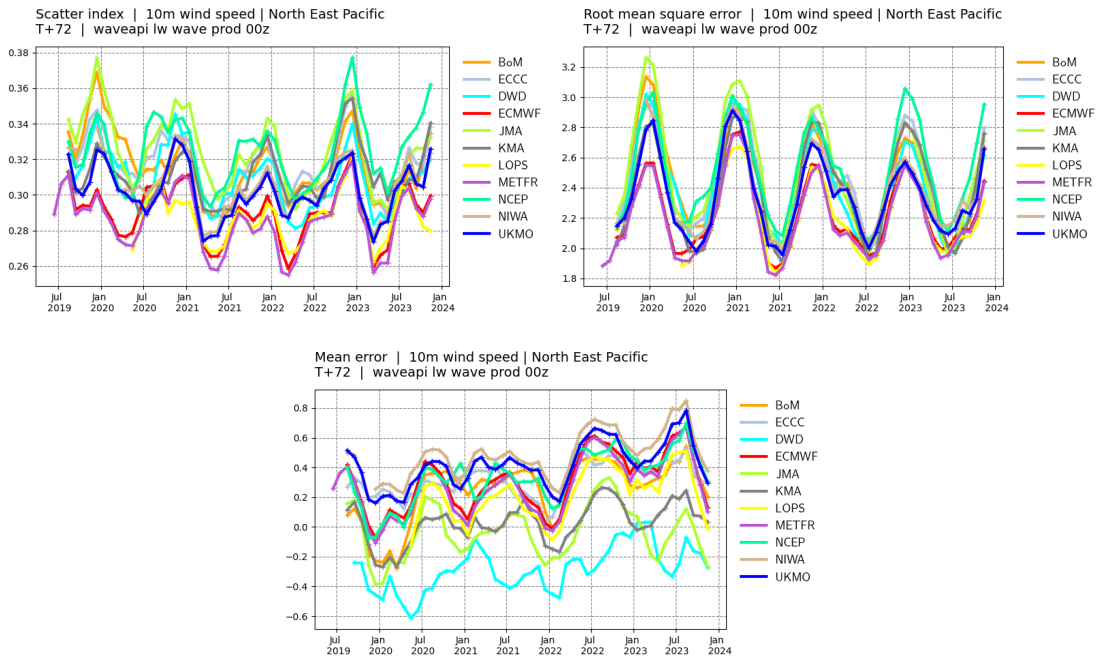 Scatter index  |  10m wind speed | North East Pacific
T+72  |  waveapi lw wave prod 00z
0.38
0.36
0.34
0.32
0.30
0.28
0.26
Jul 2019
Jan 2020
Jul 2020
Jan 2021
Jul 2021
Jan 2022
Jul 2022
Jan 2023
Jul 2023
Jan 2024
BoM
ECCC
DWD
ECMWF
JMA
KMA
LOPS
METFR
NCEP
NIWA
UKMO
Root mean square error  |  10m wind speed | North East Pacific
T+72  |  waveapi lw wave prod 00z
3.2
3.0
2.8
2.6
2.4
2.2
2.0
1.8
Jul 2019
Jan 2020
Jul 2020
Jan 2021
Jul 2021
Jan 2022
Jul 2022
Jan 2023
Jul 2023
Jan 2024
BoM
ECCC
DWD
ECMWF
JMA
KMA
LOPS
METFR
NCEP
NIWA
UKMO
Mean error  |  10m wind speed | North East Pacific
T+72  |  waveapi lw wave prod 00z
0.8
0.6
0.4
0.2
0.0
−0.2
−0.4
−0.6
Jul 2019
Jan 2020
Jul 2020
Jan 2021
Jul 2021
Jan 2022
Jul 2022
Jan 2023
Jul 2023
Jan 2024
BoM
ECCC
DWD
ECMWF
JMA
KMA
LOPS
METFR
NCEP
NIWA
UKMO